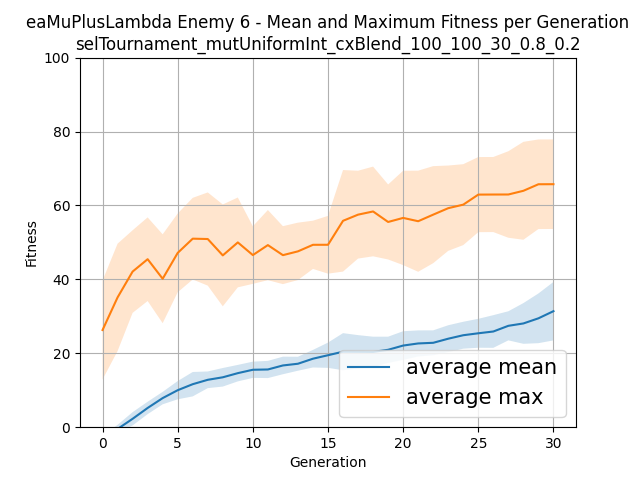 eaMuPlusLambda Enemy 6 - Mean and Maximum Fitness per Generation
selTournament_mutUniformInt_cxBlend_100_100_30_0.8_0.2
100
80
60
40
20
0
Fitness
0 5 10 15 20 25 30
Generation
average mean
average max